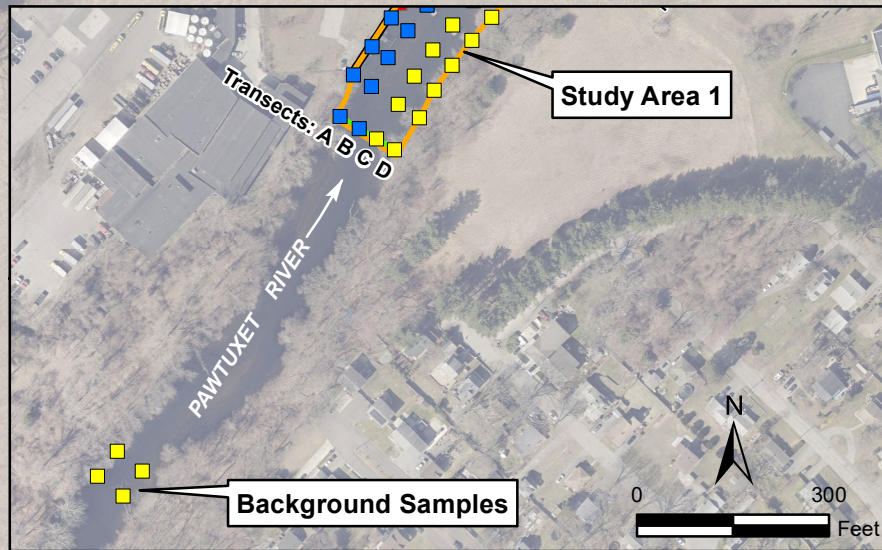 Study Area 1
Transects: A B C D
PAWTUXET RIVER
Background Samples
N
0 300
Feet